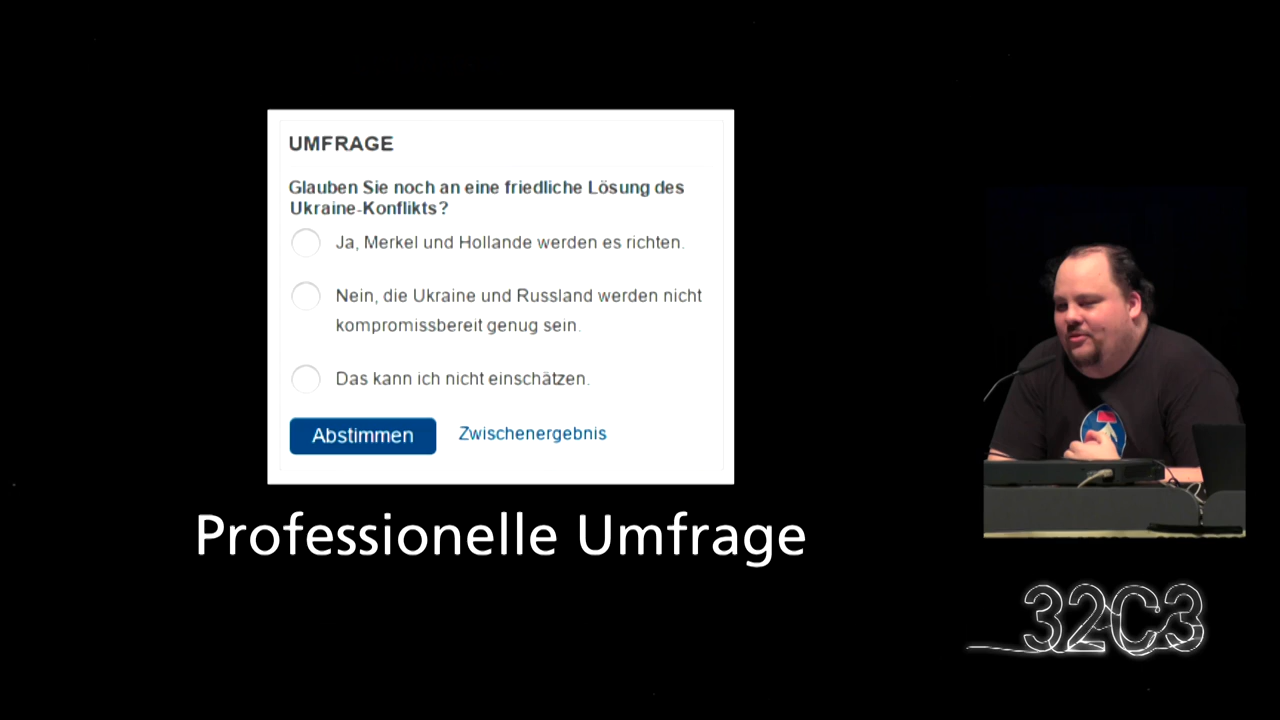 UMFRAGE
Glauben Sie noch an eine friedliche Lösung des
Ukraine-Konflikts?
Ja, Merkel und Hollande werden es richten.
Nein, die Ukraine und Russland werden nicht
kompromissbereit genug sein.
Das kann ich nicht einschätzen.
Abstimmen Zwischenergebnis
Professionelle Umfrage
32C3